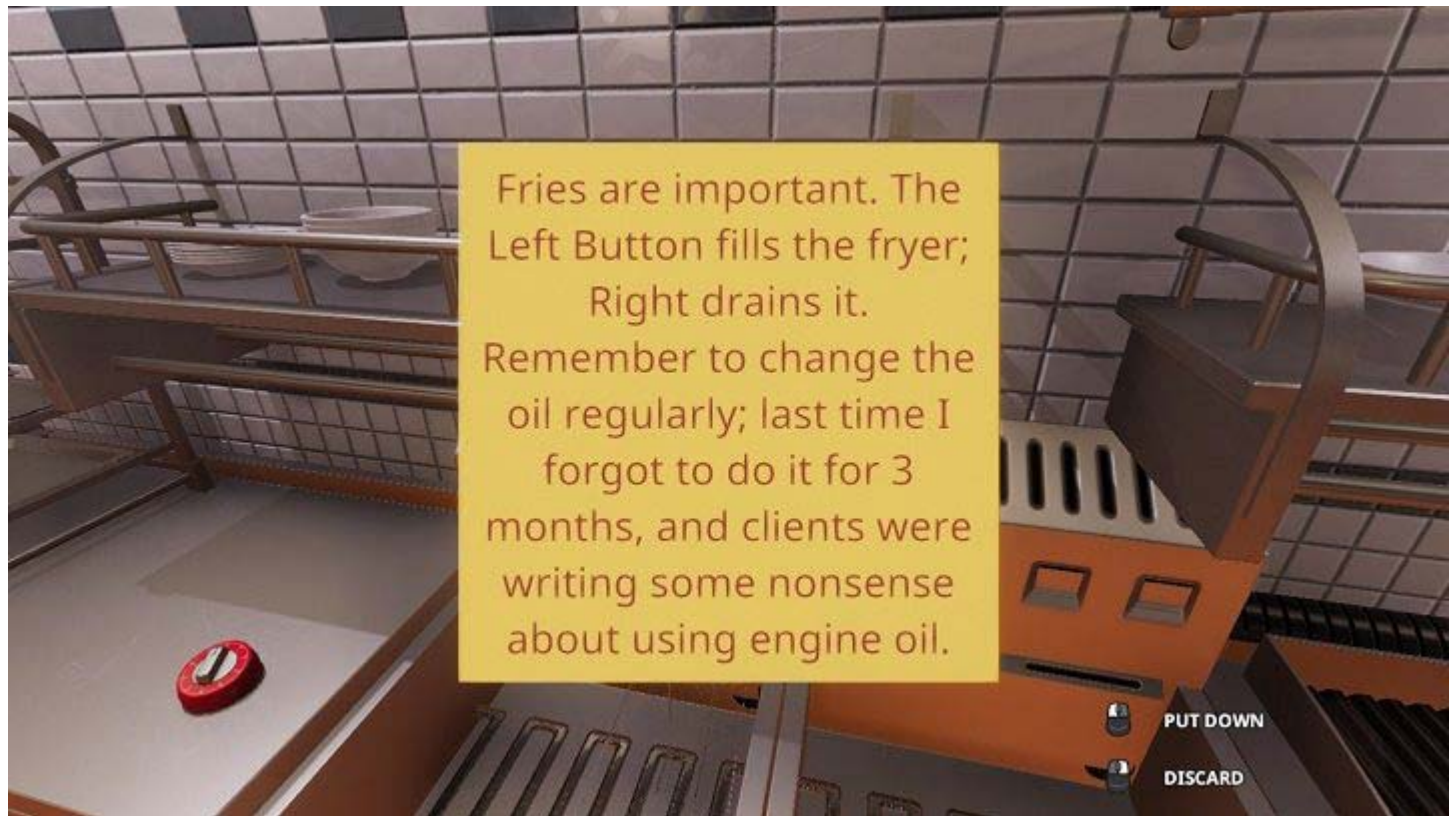 Fries are important. The
Left Button fills the fryer;
Right drains it.
Remember to change the
oil regularly; last time I
forgot to do it for 3
months, and clients were
writing some nonsense
about using engine oil.
PUT DOWN
DISCARD